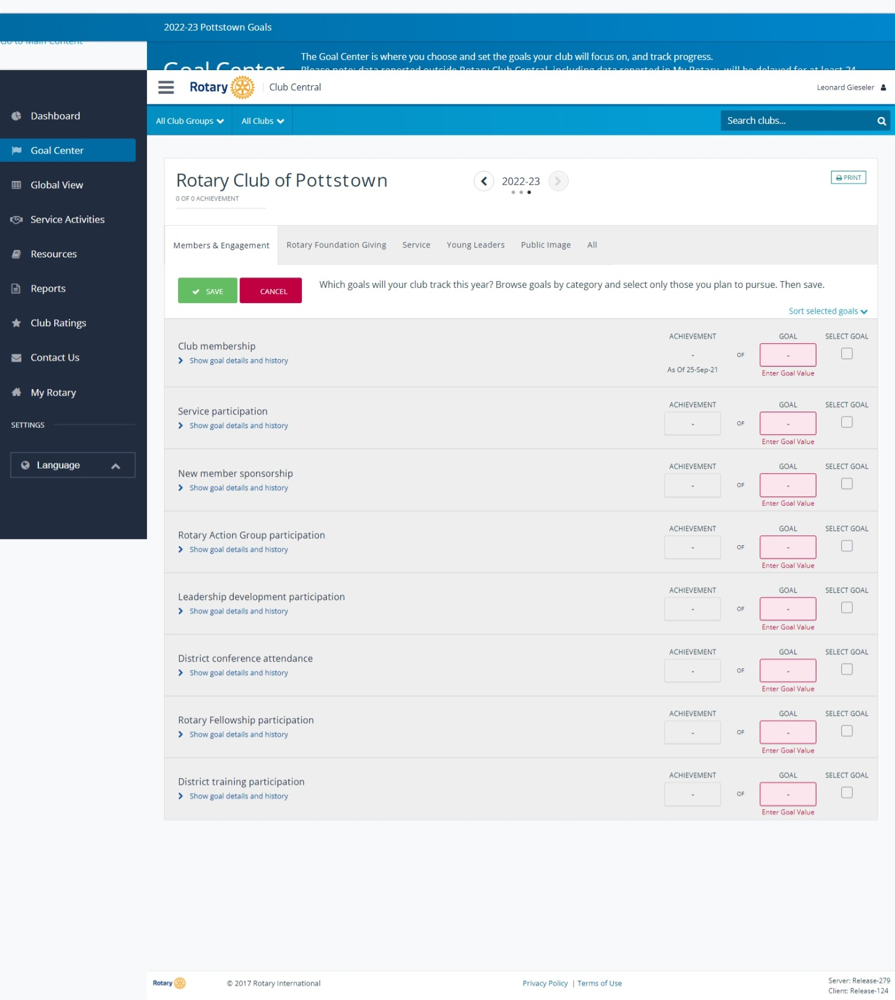 2022-23 Pottstown Goals
Go to Main Content
Goal Center
The Goal Center is where you choose and set the goals your club will focus on, and track progress.
Please note: data reported outside Rotary Club Central, including data reported in My Rotary, will be delayed for at least 24
Rotary
Club Central
Leonard Gieseler
All Club Groups
All Clubs
Search clubs...
Dashboard
Goal Center
Global View
Service Activities
Resources
Reports
Club Ratings
Contact Us
My Rotary
SETTINGS
Language
Rotary Club of Pottstown
0 OF 0 ACHIEVEMENT
2022-23
PRINT
Members & Engagement
Rotary Foundation Giving
Service
Young Leaders
Public Image
All
SAVE
CANCEL
Which goals will your club track this year? Browse goals by category and select only those you plan to pursue. Then save.
Sort selected goals
Club membership
Show goal details and history
ACHIEVEMENT
-
As Of 25-Sep-21
OF
GOAL
-
Enter Goal Value
SELECT GOAL
Service participation
Show goal details and history
ACHIEVEMENT
-
OF
GOAL
-
Enter Goal Value
SELECT GOAL
New member sponsorship
Show goal details and history
ACHIEVEMENT
-
OF
GOAL
-
Enter Goal Value
SELECT GOAL
Rotary Action Group participation
Show goal details and history
ACHIEVEMENT
-
OF
GOAL
-
Enter Goal Value
SELECT GOAL
Leadership development participation
Show goal details and history
ACHIEVEMENT
-
OF
GOAL
-
Enter Goal Value
SELECT GOAL
District conference attendance
Show goal details and history
ACHIEVEMENT
-
OF
GOAL
-
Enter Goal Value
SELECT GOAL
Rotary Fellowship participation
Show goal details and history
ACHIEVEMENT
-
OF
GOAL
-
Enter Goal Value
SELECT GOAL
District training participation
Show goal details and history
ACHIEVEMENT
-
OF
GOAL
-
Enter Goal Value
SELECT GOAL
Rotary
© 2017 Rotary International
Privacy Policy | Terms of Use
Server: Release-279
Client: Release-124